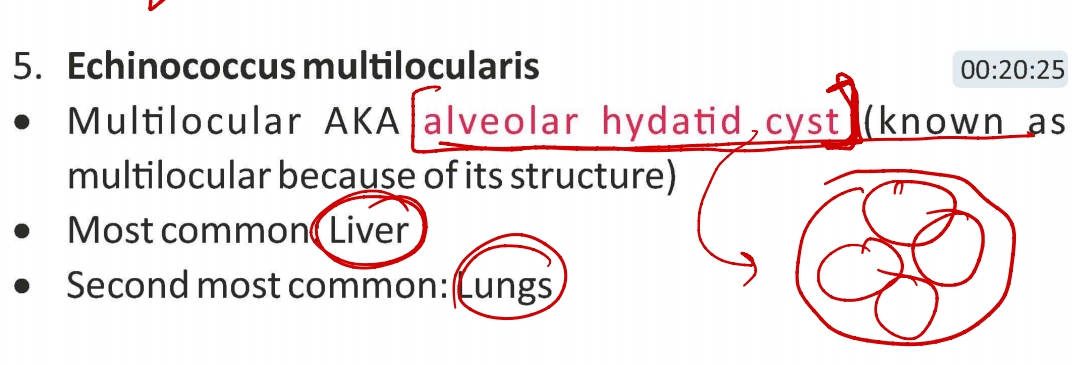 5. Echinococcus multilocularis
00:20:25
• Multilocular AKA alveolar hydatid cyst (known as
multilocular because of its structure)
• Most common Liver
• Second most common: Lungs